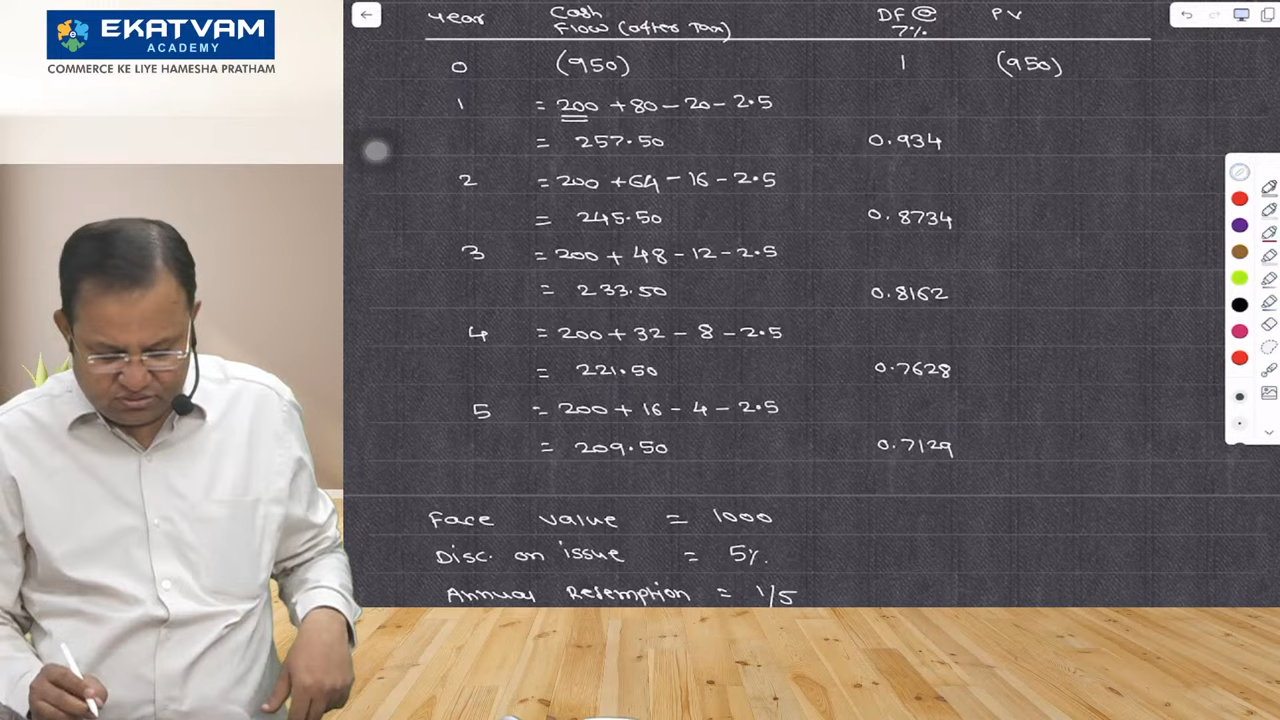 EKATVAM
ACADEMY
COMMERCE KE LIYE HAMESHA PRATHAM
Year Cash Flow (after Tax) DF @ 7% PV
0 (950) 1 (950)
1 = 200 + 80 - 20 - 2.5
= 257.50 0.934
2 = 200 + 64 - 16 - 2.5
= 245.50 0.8734
3 = 200 + 48 - 12 - 2.5
= 233.50 0.8162
4 = 200 + 32 - 8 - 2.5
= 221.50 0.7628
5 = 200 + 16 - 4 - 2.5
= 209.50 0.7129
Face value = 1000
Disc. on issue = 5%.
Annual Redemption = 1/5